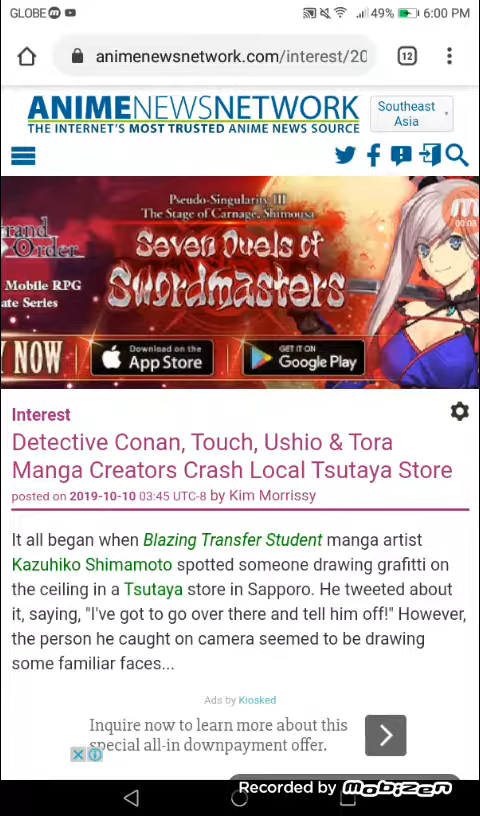 GLOBE
49% 6:00 PM
animenewsnetwork.com/interest/20
12
ANIMENEWSNETWORK
THE INTERNET'S MOST TRUSTED ANIME NEWS SOURCE
Southeast
Asia
Pseudo-Singularity III
The Stage of Carnage, Shimousa
rand
Order
Seven Duels of
Swordmasters
Mobile RPG
ate Series
00:03
NOW
Download on the
App Store
GET IT ON
Google Play
Interest
Detective Conan, Touch, Ushio & Tora
Manga Creators Crash Local Tsutaya Store
posted on 2019-10-10 03:45 UTC-8 by Kim Morrissy
It all began when Blazing Transfer Student manga artist
Kazuhiko Shimamoto spotted someone drawing grafitti on
the ceiling in a Tsutaya store in Sapporo. He tweeted about
it, saying, "I've got to go over there and tell him off!" However,
the person he caught on camera seemed to be drawing
some familiar faces...
Ads by Kiosked
Inquire now to learn more about this
special all-in downpayment offer.
Recorded by Mobizen